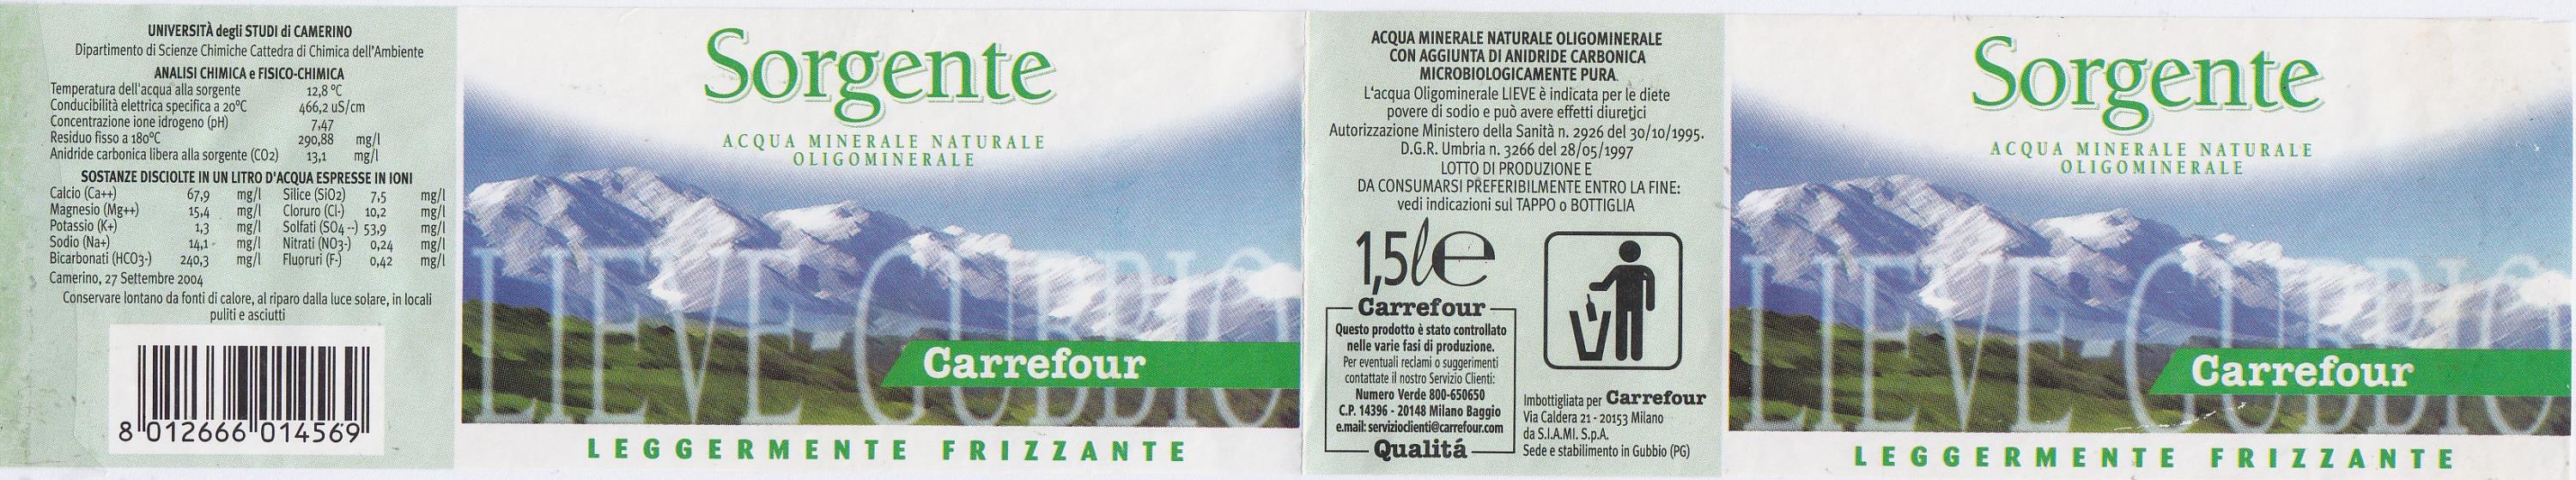 UNIVERSITÀ degli STUDI di CAMERINO
Dipartimento di Scienze Chimiche Cattedra di Chimica dell'Ambiente
ANALISI CHIMICA e FISICO-CHIMICA
Temperatura dell'acqua alla sorgente 12,8 °C
Conducibilità elettrica specifica a 20°C 466,2 uS/cm
Concentrazione ione idrogeno (pH) 7,47
Residuo fisso a 180°C 290,88 mg/l
Anidride carbonica libera alla sorgente (CO2) 13,1 mg/l
SOSTANZE DISCIOLTE IN UN LITRO D'ACQUA ESPRESSE IN IONI
Calcio (Ca++) 67,9 mg/l Silice (SiO2) 7,5 mg/l
Magnesio (Mg++) 15,4 mg/l Cloruro (Cl-) 10,2 mg/l
Potassio (K+) 1,3 mg/l Solfati (SO4 --) 53,9 mg/l
Sodio (Na+) 14,1 mg/l Nitrati (NO3-) 0,24 mg/l
Bicarbonati (HCO3-) 240,3 mg/l Fluoruri (F-) 0,42 mg/l
Camerino, 27 Settembre 2004
Conservare lontano da fonti di calore, al riparo dalla luce solare, in locali
puliti e asciutti
8 012666 014569
Sorgente
ACQUA MINERALE NATURALE
OLIGOMINERALE
LIEVE·GUBBIO
Carrefour
LEGGERMENTE FRIZZANTE
ACQUA MINERALE NATURALE OLIGOMINERALE
CON AGGIUNTA DI ANIDRIDE CARBONICA
MICROBIOLOGICAMENTE PURA.
L'acqua Oligominerale LIEVE è indicata per le diete
povere di sodio e può avere effetti diuretici
Autorizzazione Ministero della Sanità n. 2926 del 30/10/1995.
D.G.R. Umbria n. 3266 del 28/05/1997
LOTTO DI PRODUZIONE E
DA CONSUMARSI PREFERIBILMENTE ENTRO LA FINE:
vedi indicazioni sul TAPPO o BOTTIGLIA
1,5 l e
Carrefour
Questo prodotto è stato controllato
nelle varie fasi di produzione.
Per eventuali reclami o suggerimenti
contattate il nostro Servizio Clienti:
Numero Verde 800-650650
C.P. 14396 - 20148 Milano Baggio
e.mail: servizioclienti@carrefour.com
Qualitá
Imbottigliata per Carrefour
Via Caldera 21 - 20153 Milano
da S.I.A.MI. S.p.A.
Sede e stabilimento in Gubbio (PG)
Sorgente
ACQUA MINERALE NATURALE
OLIGOMINERALE
LIEVE·GUBBIO
Carrefour
LEGGERMENTE FRIZZANTE